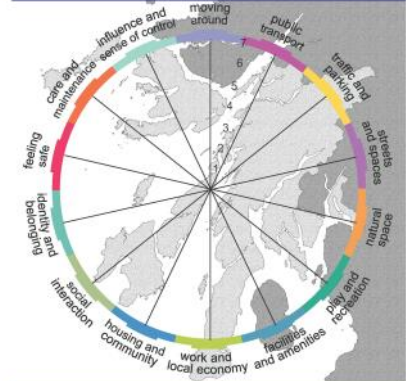 moving
around
public
transport
traffic and
parking
streets
and spaces
natural
space
play and
recreation
facilities
and amenities
work and
local economy
housing and
community
social
interaction
identity and
belonging
feeling
safe
care and
maintenance
influence and
sense of control
7
6
5
4
3
2
1